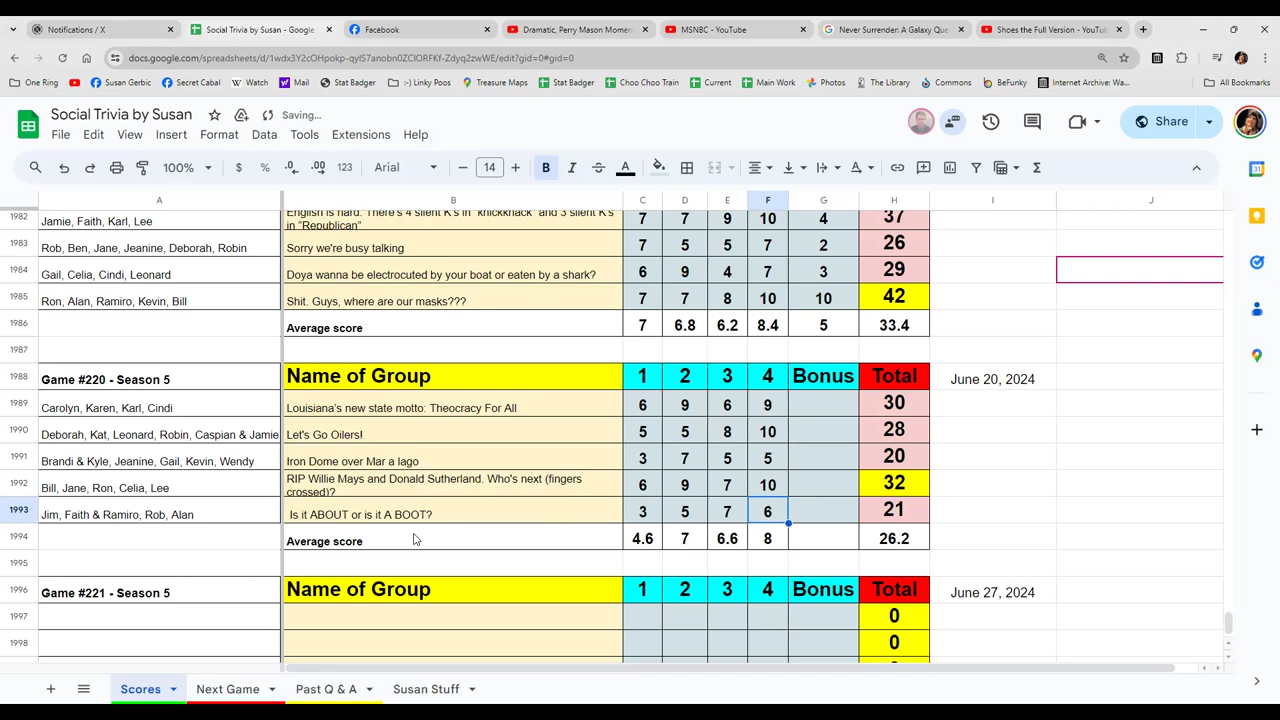 Notifications / X
Social Trivia by Susan - Google
Facebook
Dramatic, Perry Mason Momen
MSNBC - YouTube
Never Surrender: A Galaxy Que
Shoes the Full Version - YouTub
docs.google.com/spreadsheets/d/1wdx3Y2cOHpokp-qyIS7anobn0ZCIORFKf-Zdyq2zwWE/edit?gid=0#gid=0
One Ring
Susan Gerbic
Secret Cabal
Watch
Mail
Stat Badger
:-) Linky Poos
Treasure Maps
Stat Badger
Choo Choo Train
Current
Main Work
The Library
Commons
BeFunky
Internet Archive: Wa...
All Bookmarks
Social Trivia by Susan
Saving...
File Edit View Insert Format Data Tools Extensions Help
Share
100% $ % .0 .00 123 Arial 14 B I S A
A B C D E F G H I J
1982 Jamie, Faith, Karl, Lee English is hard. There's 4 silent K's in "knickknack" and 3 silent K's in "Republican" 7 7 9 10 4 37
1983 Rob, Ben, Jane, Jeanine, Deborah, Robin Sorry we're busy talking 7 5 5 7 2 26
1984 Gail, Celia, Cindi, Leonard Doya wanna be electrocuted by your boat or eaten by a shark? 6 9 4 7 3 29
1985 Ron, Alan, Ramiro, Kevin, Bill Shit. Guys, where are our masks??? 7 7 8 10 10 42
1986 Average score 7 6.8 6.2 8.4 5 33.4
1987
1988 Game #220 - Season 5 Name of Group 1 2 3 4 Bonus Total June 20, 2024
1989 Carolyn, Karen, Karl, Cindi Louisiana's new state motto: Theocracy For All 6 9 6 9 30
1990 Deborah, Kat, Leonard, Robin, Caspian & Jamie Let's Go Oilers! 5 5 8 10 28
1991 Brandi & Kyle, Jeanine, Gail, Kevin, Wendy Iron Dome over Mar a lago 3 7 5 5 20
1992 Bill, Jane, Ron, Celia, Lee RIP Willie Mays and Donald Sutherland. Who's next (fingers crossed)? 6 9 7 10 32
1993 Jim, Faith & Ramiro, Rob, Alan Is it ABOUT or is it A BOOT? 3 5 7 6 21
1994 Average score 4.6 7 6.6 8 26.2
1995
1996 Game #221 - Season 5 Name of Group 1 2 3 4 Bonus Total June 27, 2024
1997 0
1998 0
Scores Next Game Past Q & A Susan Stuff